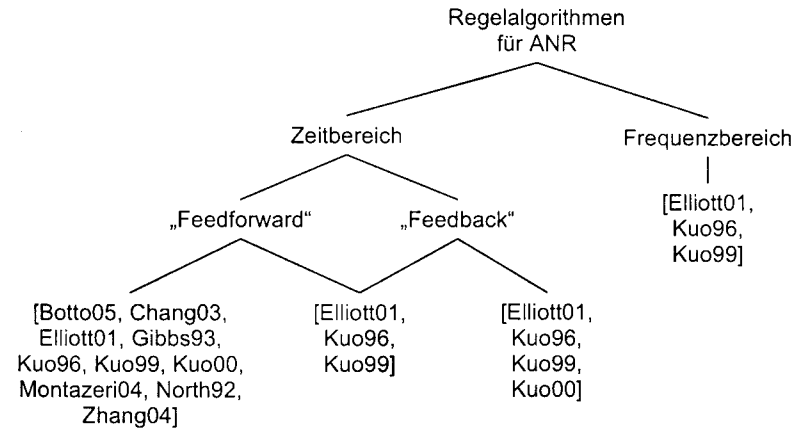 Regelalgorithmen
für ANR
Zeitbereich
Frequenzbereich
„Feedforward“
„Feedback“
[Elliott01,
Kuo96,
Kuo99]
[Botto05, Chang03,
Elliott01, Gibbs93,
Kuo96, Kuo99, Kuo00,
Montazeri04, North92,
Zhang04]
[Elliott01,
Kuo96,
Kuo99]
[Elliott01,
Kuo96,
Kuo99,
Kuo00]